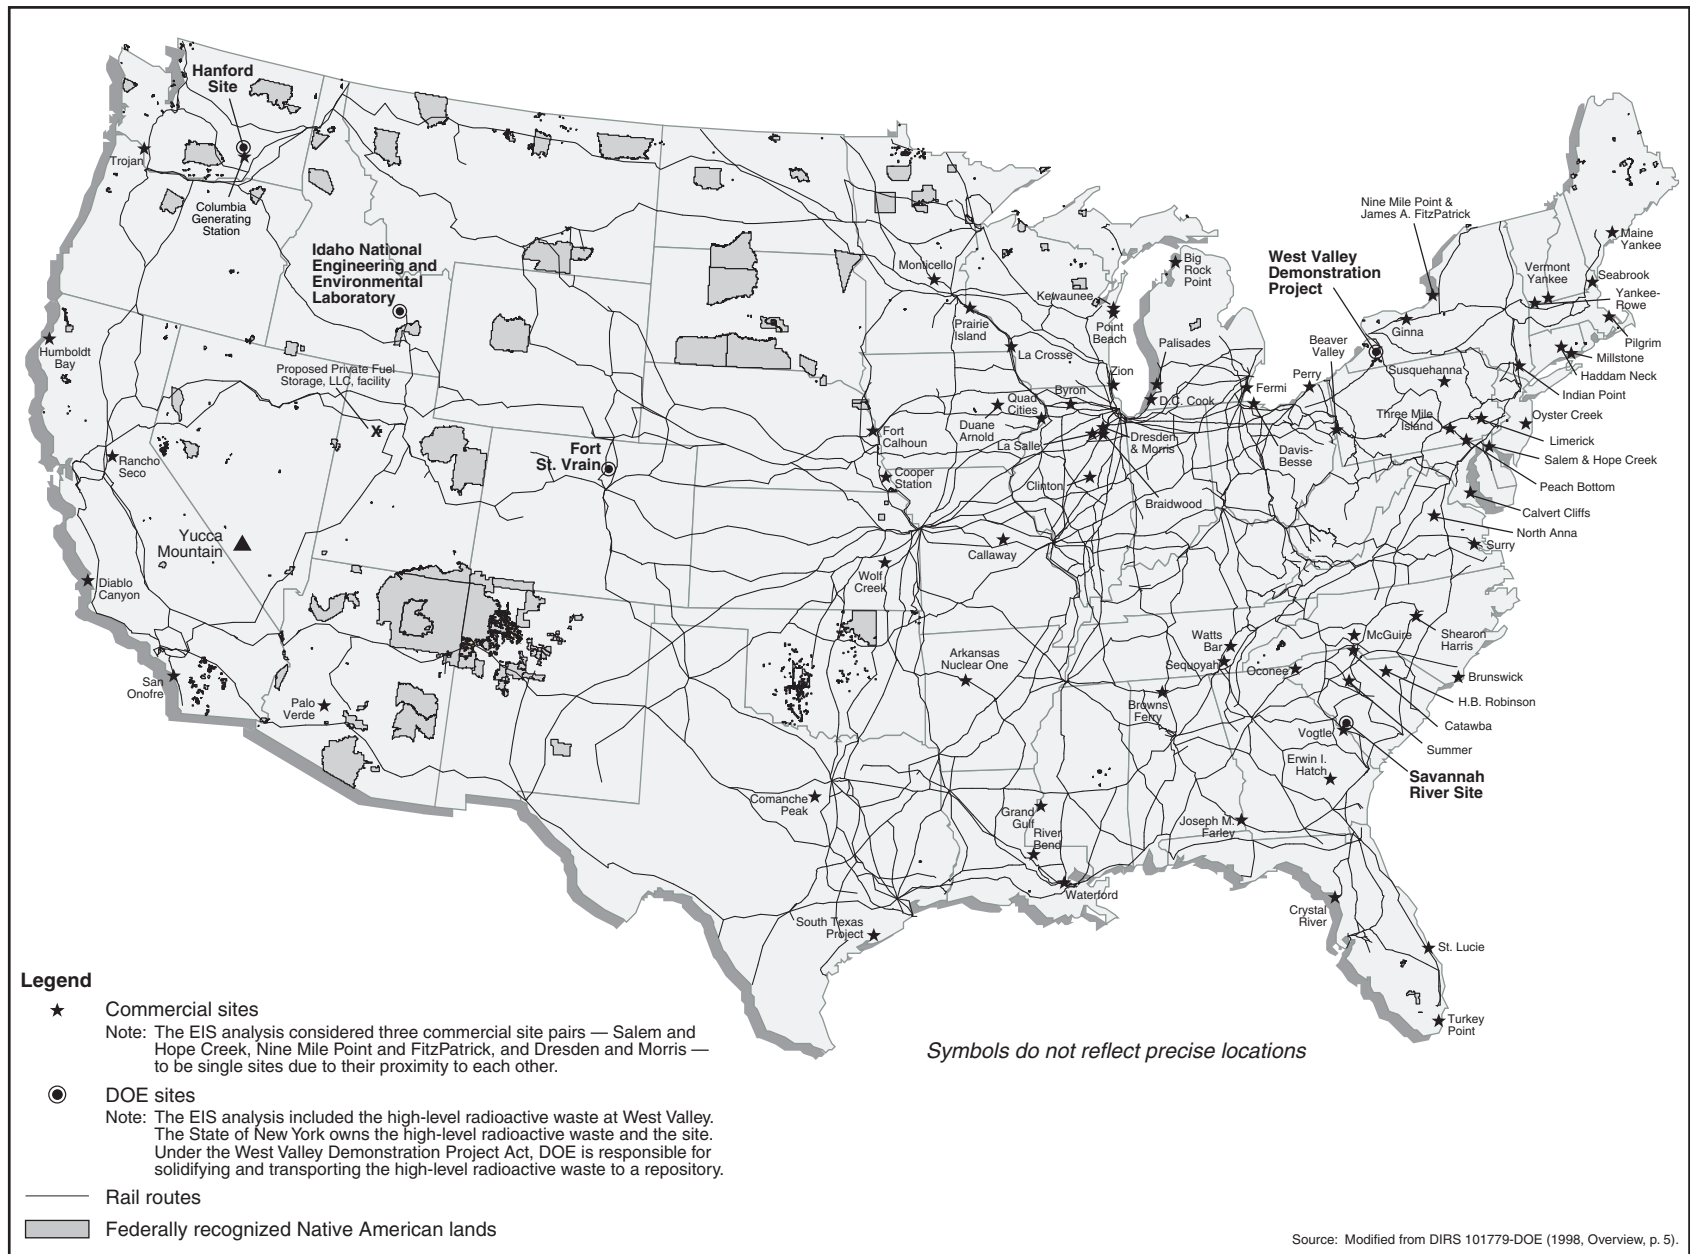 Hanford
Site
Trojan
Columbia
Generating
Station
Idaho National
Engineering and
Environmental
Laboratory
Humboldt
Bay
Proposed Private Fuel
Storage, LLC, facility
X
Rancho
Seco
Yucca
Mountain
Diablo
Canyon
San
Onofre
Palo
Verde
Fort
St. Vrain
Monticello
Prairie
Island
La Crosse
Kewaunee
Point
Beach
Big
Rock
Point
Palisades
Zion
Byron
Quad
Cities
Duane
Arnold
La Salle
D.C. Cook
Dresden
& Morris
Fort
Calhoun
Cooper
Station
Clinton
Braidwood
Callaway
Wolf
Creek
Arkansas
Nuclear One
Comanche
Peak
South Texas
Project
Grand
Gulf
River
Bend
Waterford
Nine Mile Point &
James A. FitzPatrick
West Valley
Demonstration
Project
Ginna
Beaver
Valley
Perry
Fermi
Davis-
Besse
Susquehanna
Three Mile
Island
Maine
Yankee
Vermont
Yankee
Seabrook
Yankee-
Rowe
Pilgrim
Millstone
Haddam Neck
Indian Point
Oyster Creek
Limerick
Salem & Hope Creek
Peach Bottom
Calvert Cliffs
North Anna
Surry
Watts
Bar
Sequoyah
Oconee
McGuire
Shearon
Harris
Brunswick
H.B. Robinson
Catawba
Summer
Browns
Ferry
Vogtle
Savannah
River Site
Erwin I.
Hatch
Joseph M.
Farley
Crystal
River
St. Lucie
Turkey
Point
Symbols do not reflect precise locations
Legend
Commercial sites
Note: The EIS analysis considered three commercial site pairs — Salem and
Hope Creek, Nine Mile Point and FitzPatrick, and Dresden and Morris —
to be single sites due to their proximity to each other.
DOE sites
Note: The EIS analysis included the high-level radioactive waste at West Valley.
The State of New York owns the high-level radioactive waste and the site.
Under the West Valley Demonstration Project Act, DOE is responsible for
solidifying and transporting the high-level radioactive waste to a repository.
Rail routes
Federally recognized Native American lands
Source: Modified from DIRS 101779-DOE (1998, Overview, p. 5).